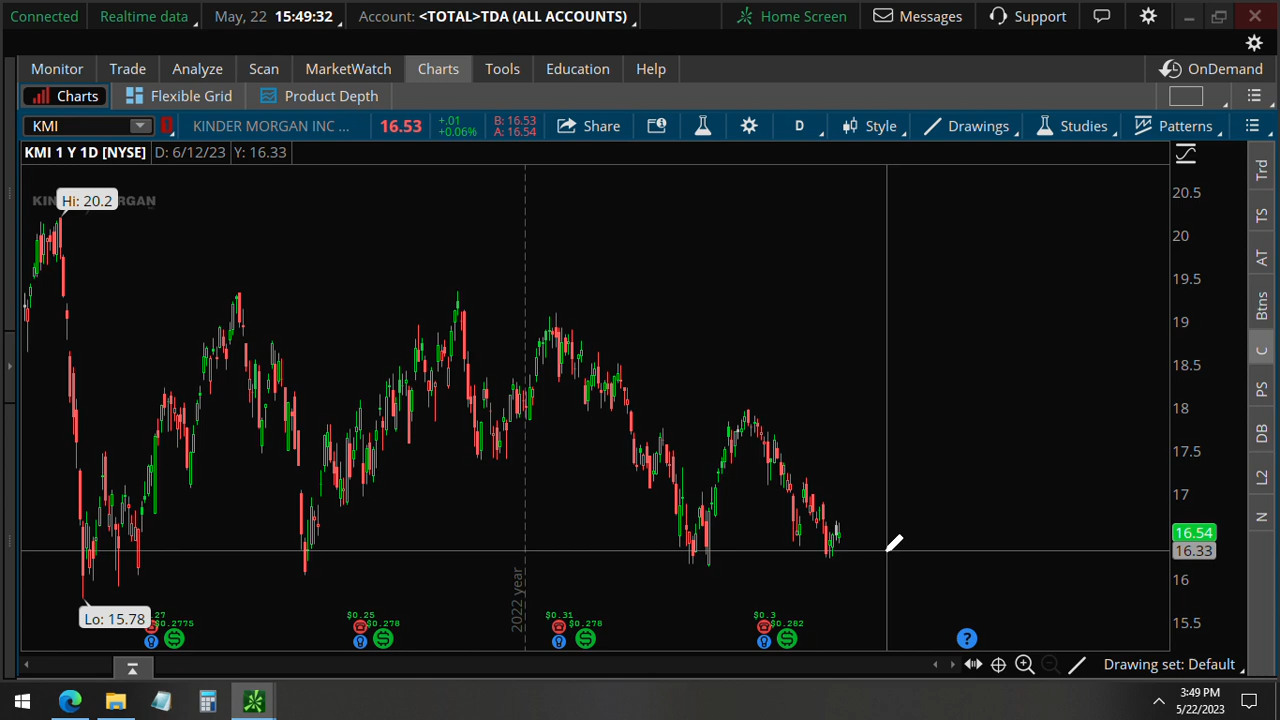 Connected Realtime data May, 22 15:49:32 Account: <TOTAL>TDA (ALL ACCOUNTS) Home Screen Messages Support
Monitor Trade Analyze Scan MarketWatch Charts Tools Education Help OnDemand
Charts Flexible Grid Product Depth
KMI KINDER MORGAN INC ... 16.53 +.01 +0.06% B: 16.53 A: 16.54 Share D Style Drawings Studies Patterns
KMI 1 Y 1D [NYSE] D: 6/12/23 Y: 16.33
Hi: 20.2
20.5
20
19.5
19
18.5
18
17.5
17
16.54
16.33
16
15.5
Lo: 15.78
2022 year
$0.25 $0.31 $0.3
$0.2775 $0.278 $0.278 $0.282
Trd
TS
AT
Btns
C
PS
DB
L2
N
Drawing set: Default
3:49 PM
5/22/2023